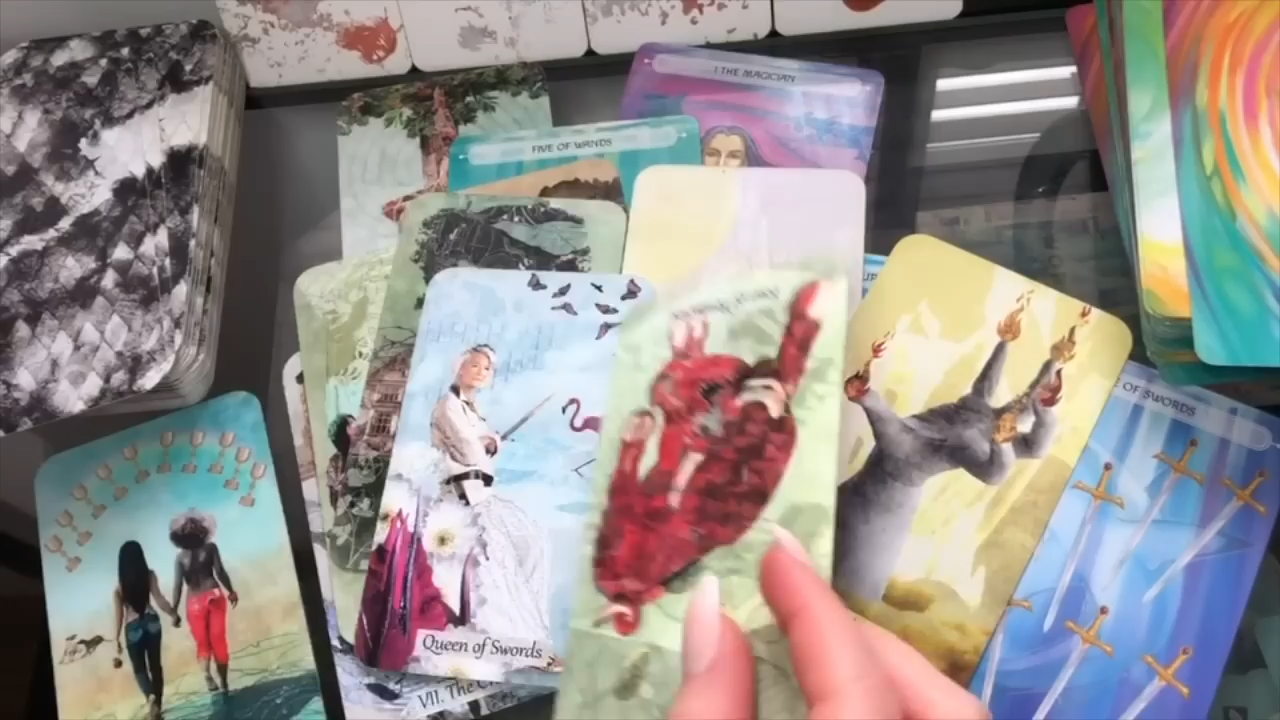 I THE MAGICIAN
FIVE OF WANDS
OF SWORDS
Queen of Swords
VII. The C